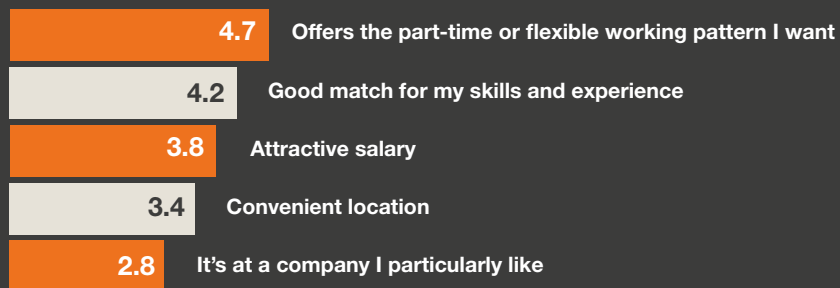 4.7 Offers the part-time or flexible working pattern I want
4.2 Good match for my skills and experience
3.8 Attractive salary
3.4 Convenient location
2.8 It’s at a company I particularly like